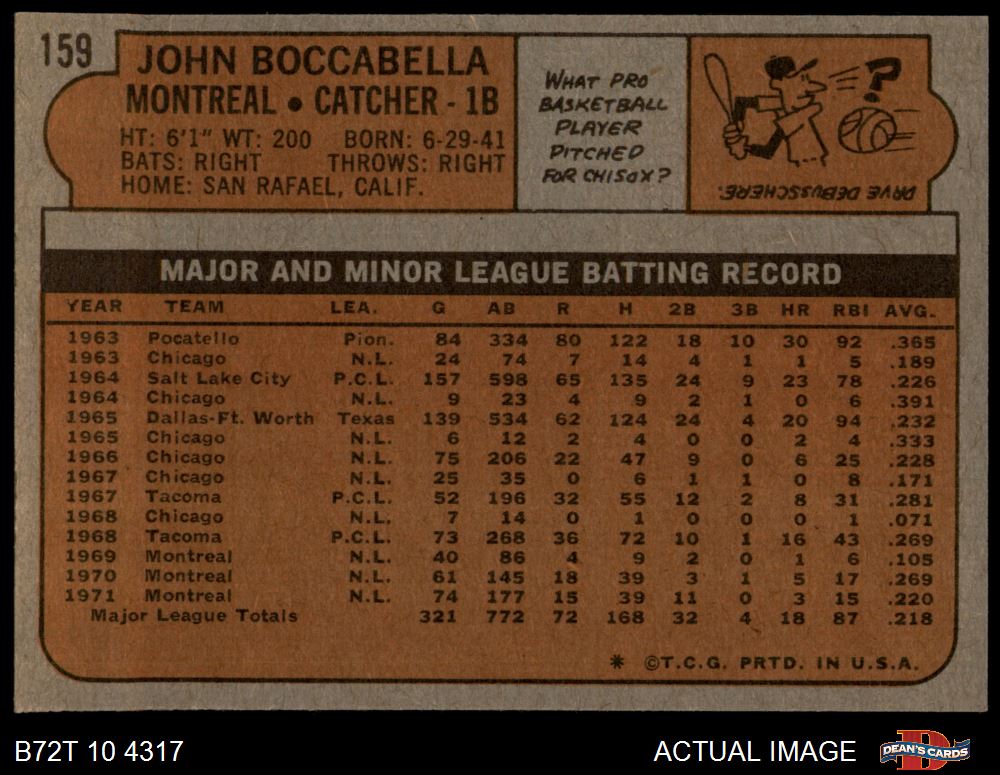 159
JOHN BOCCABELLA
MONTREAL • CATCHER - 1B
HT: 6'1" WT: 200 BORN: 6-29-41
BATS: RIGHT THROWS: RIGHT
HOME: SAN RAFAEL, CALIF.
WHAT PRO
BASKETBALL
PLAYER
PITCHED
FOR CHISOX?
?
DAVE DEBUSSCHERE.
MAJOR AND MINOR LEAGUE BATTING RECORD
YEAR TEAM LEA. G AB R H 2B 3B HR RBI AVG.
1963 Pocatello Pion. 84 334 80 122 18 10 30 92 .365
1963 Chicago N.L. 24 74 7 14 4 1 1 5 .189
1964 Salt Lake City P.C.L. 157 598 65 135 24 9 23 78 .226
1964 Chicago N.L. 9 23 4 9 2 1 0 6 .391
1965 Dallas-Ft. Worth Texas 139 534 62 124 24 4 20 94 .232
1965 Chicago N.L. 6 12 2 4 0 0 2 4 .333
1966 Chicago N.L. 75 206 22 47 9 0 6 25 .228
1967 Chicago N.L. 25 35 0 6 1 1 0 8 .171
1967 Tacoma P.C.L. 52 196 32 55 12 2 8 31 .281
1968 Chicago N.L. 7 14 0 1 0 0 0 1 .071
1968 Tacoma P.C.L. 73 268 36 72 10 1 16 43 .269
1969 Montreal N.L. 40 86 4 9 2 0 1 6 .105
1970 Montreal N.L. 61 145 18 39 3 1 5 17 .269
1971 Montreal N.L. 74 177 15 39 11 0 3 15 .220
Major League Totals 321 772 72 168 32 4 18 87 .218
* ©T.C.G. PRTD. IN U.S.A.
B72T 10 4317
ACTUAL IMAGE
D
DEAN'S CARDS